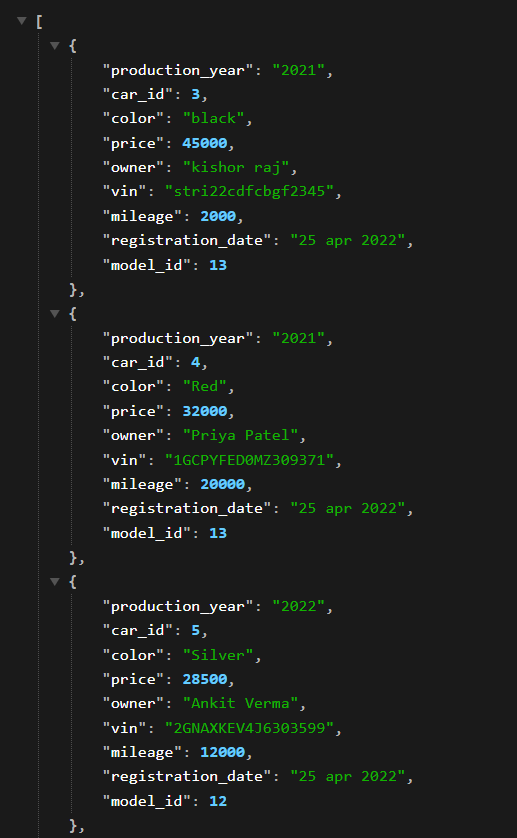 [
{
"production_year": "2021",
"car_id": 3,
"color": "black",
"price": 45000,
"owner": "kishor raj",
"vin": "stri22cdfcbgf2345",
"mileage": 2000,
"registration_date": "25 apr 2022",
"model_id": 13
},
{
"production_year": "2021",
"car_id": 4,
"color": "Red",
"price": 32000,
"owner": "Priya Patel",
"vin": "1GCPYFED0MZ309371",
"mileage": 20000,
"registration_date": "25 apr 2022",
"model_id": 13
},
{
"production_year": "2022",
"car_id": 5,
"color": "Silver",
"price": 28500,
"owner": "Ankit Verma",
"vin": "2GNAXKEV4J6303599",
"mileage": 12000,
"registration_date": "25 apr 2022",
"model_id": 12
},